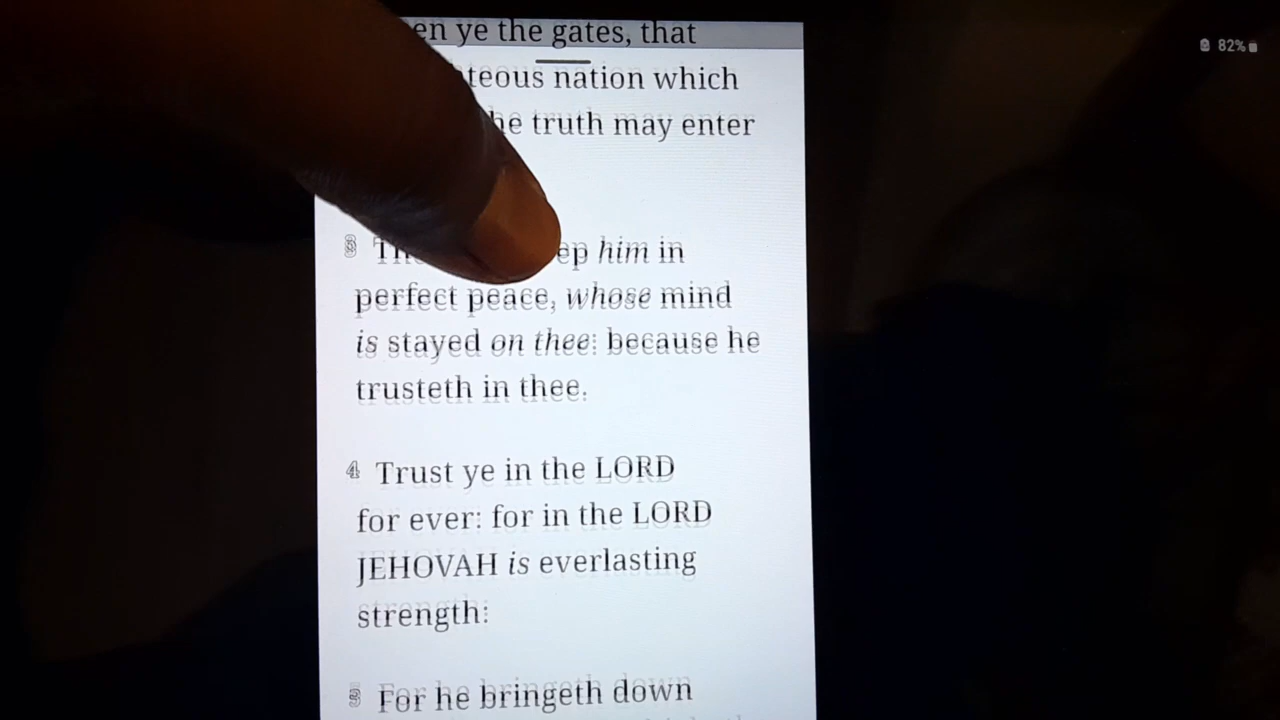 en ye the gates, that
teous nation which
he truth may enter
3 Th ep him in
perfect peace, whose mind
is stayed on thee: because he
trusteth in thee.
4 Trust ye in the LORD
for ever: for in the LORD
JEHOVAH is everlasting
strength:
For he bringeth down
82%